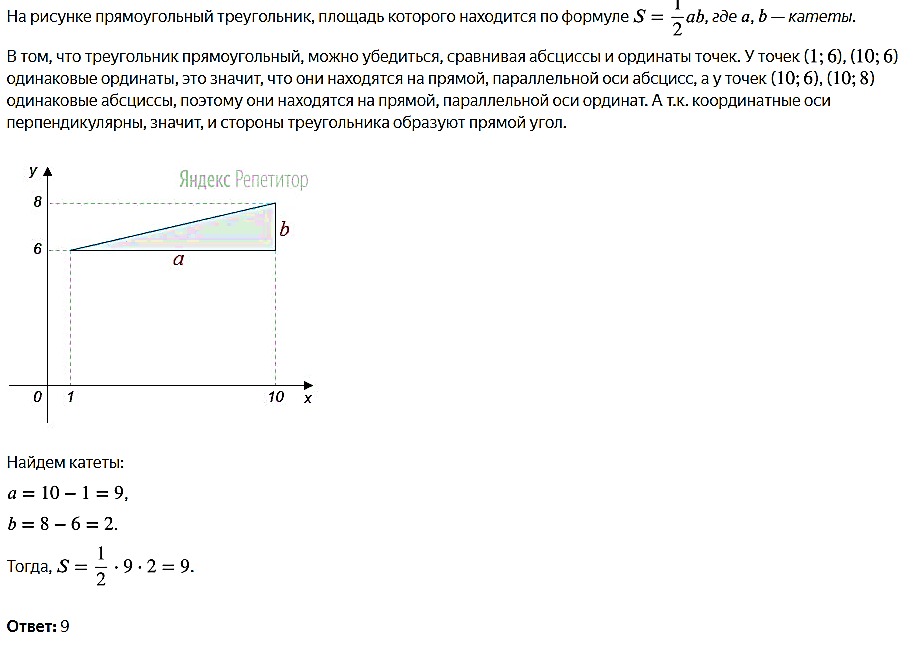 На рисунке прямоугольный треугольник, площадь которого находится по формуле S = 1/2 ab, где a, b — катеты.
В том, что треугольник прямоугольный, можно убедиться, сравнивая абсциссы и ординаты точек. У точек (1; 6), (10; 6)
одинаковые ординаты, это значит, что они находятся на прямой, параллельной оси абсцисс, а у точек (10; 6), (10; 8)
одинаковые абсциссы, поэтому они находятся на прямой, параллельной оси ординат. А т.к. координатные оси
перпендикулярны, значит, и стороны треугольника образуют прямой угол.
y
Яндекс Репетитор
8
b
6
a
0 1 10 x
Найдем катеты:
a = 10 − 1 = 9,
b = 8 − 6 = 2.
Тогда, S = 1/2 · 9 · 2 = 9.
Ответ: 9